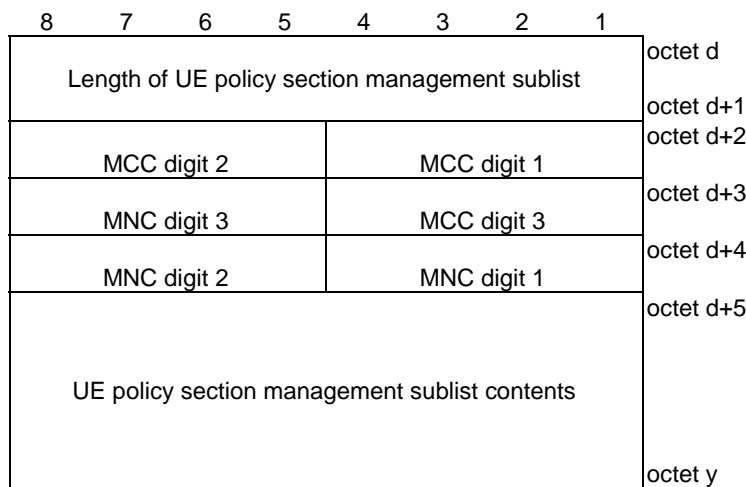 8 7 6 5 4 3 2 1
octet d
Length of UE policy section management sublist
octet d+1
octet d+2
MCC digit 2 MCC digit 1
octet d+3
MNC digit 3 MCC digit 3
octet d+4
MNC digit 2 MNC digit 1
octet d+5
UE policy section management sublist contents
octet y